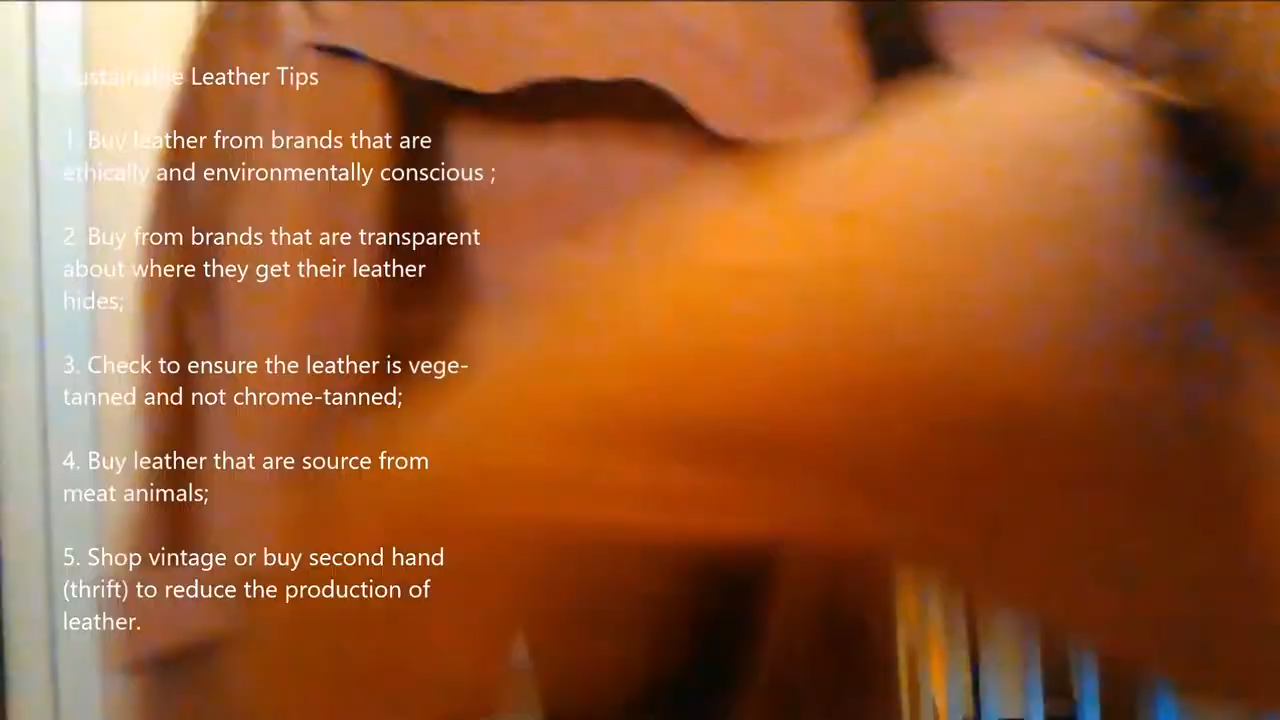 Sustainable Leather Tips
1. Buy leather from brands that are
ethically and environmentally conscious ;
2. Buy from brands that are transparent
about where they get their leather
hides;
3. Check to ensure the leather is vege-
tanned and not chrome-tanned;
4. Buy leather that are source from
meat animals;
5. Shop vintage or buy second hand
(thrift) to reduce the production of
leather.